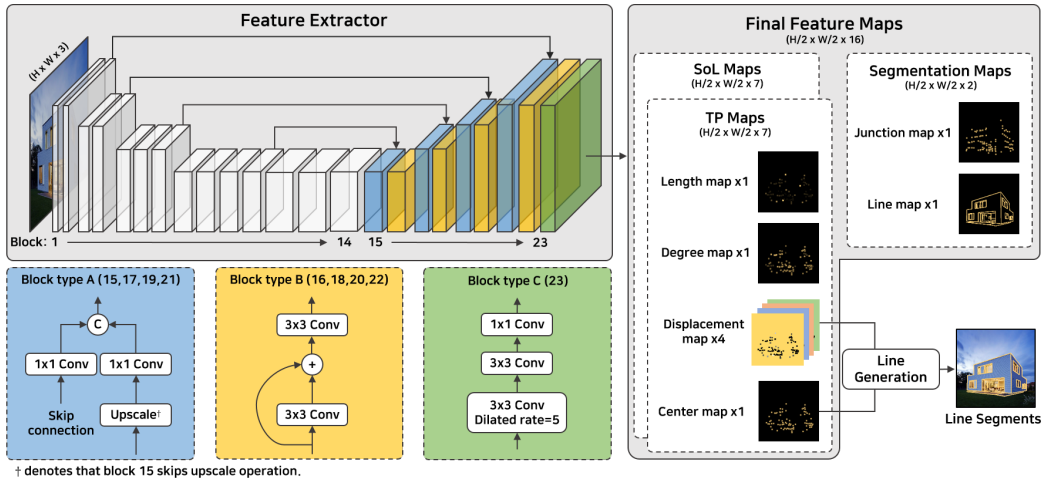 Feature Extractor
(H x W x 3)
Block: 1
14
15
23
Final Feature Maps
(H/2 x W/2 x 16)
SoL Maps
(H/2 x W/2 x 7)
TP Maps
(H/2 x W/2 x 7)
Length map x1
Degree map x1
Displacement
map x4
Center map x1
Segmentation Maps
(H/2 x W/2 x 2)
Junction map x1
Line map x1
Line
Generation
Line Segments
Block type A (15,17,19,21)
C
1x1 Conv
1x1 Conv
Skip
connection
Upscale†
Block type B (16,18,20,22)
3x3 Conv
+
3x3 Conv
Block type C (23)
1x1 Conv
3x3 Conv
3x3 Conv
Dilated rate=5
† denotes that block 15 skips upscale operation.